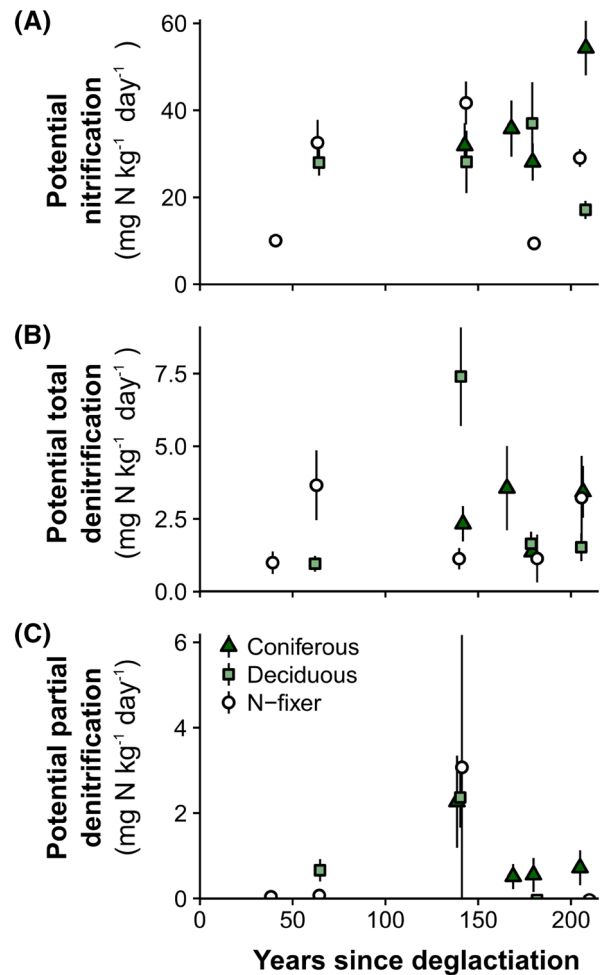 (A)
Potential
nitrification
(mg N kg⁻¹ day⁻¹ )
60
40
20
0
(B)
Potential total
denitrification
(mg N kg⁻¹ day⁻¹ )
7.5
5.0
2.5
0.0
(C)
Potential partial
denitrification
(mg N kg⁻¹ day⁻¹)
6
4
2
0
Coniferous
Deciduous
N−fixer
0 50 100 150 200
Years since deglactiation